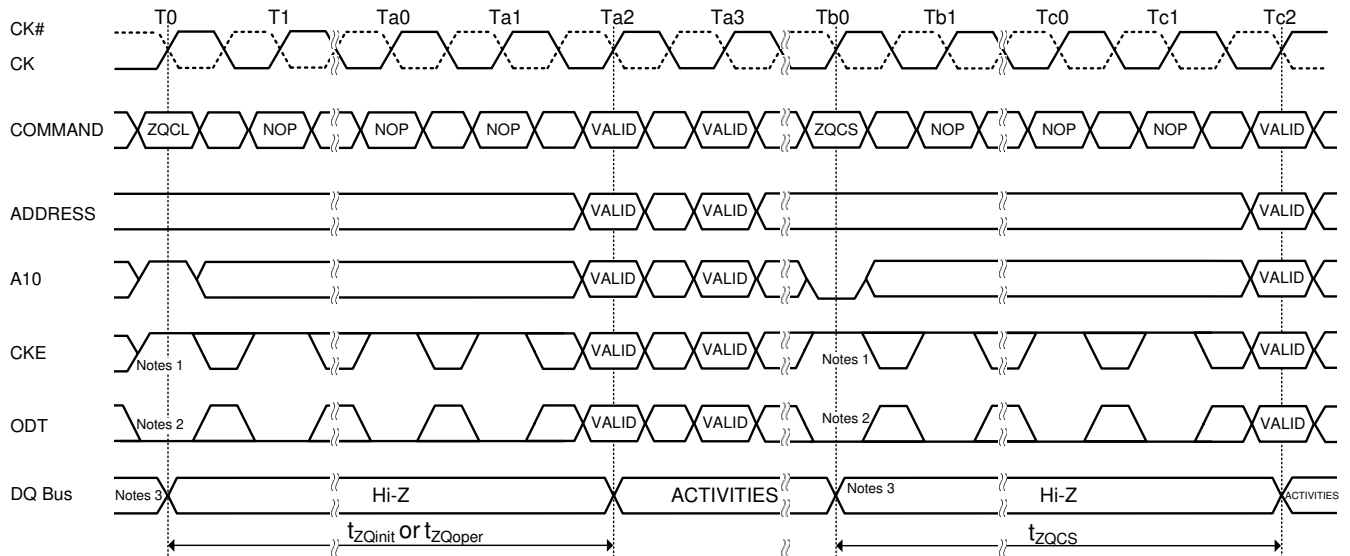 T0 T1 Ta0 Ta1 Ta2 Ta3 Tb0 Tb1 Tc0 Tc1 Tc2
CK#
CK
COMMAND ZQCL NOP NOP NOP VALID VALID ZQCS NOP NOP NOP VALID
ADDRESS VALID VALID VALID
A10 VALID VALID VALID
CKE Notes 1 VALID VALID Notes 1 VALID
ODT Notes 2 VALID VALID Notes 2 VALID
DQ Bus Notes 3 Hi-Z ACTIVITIES Notes 3 Hi-Z ACTIVITIES
tZQinit or tZQoper tZQCS